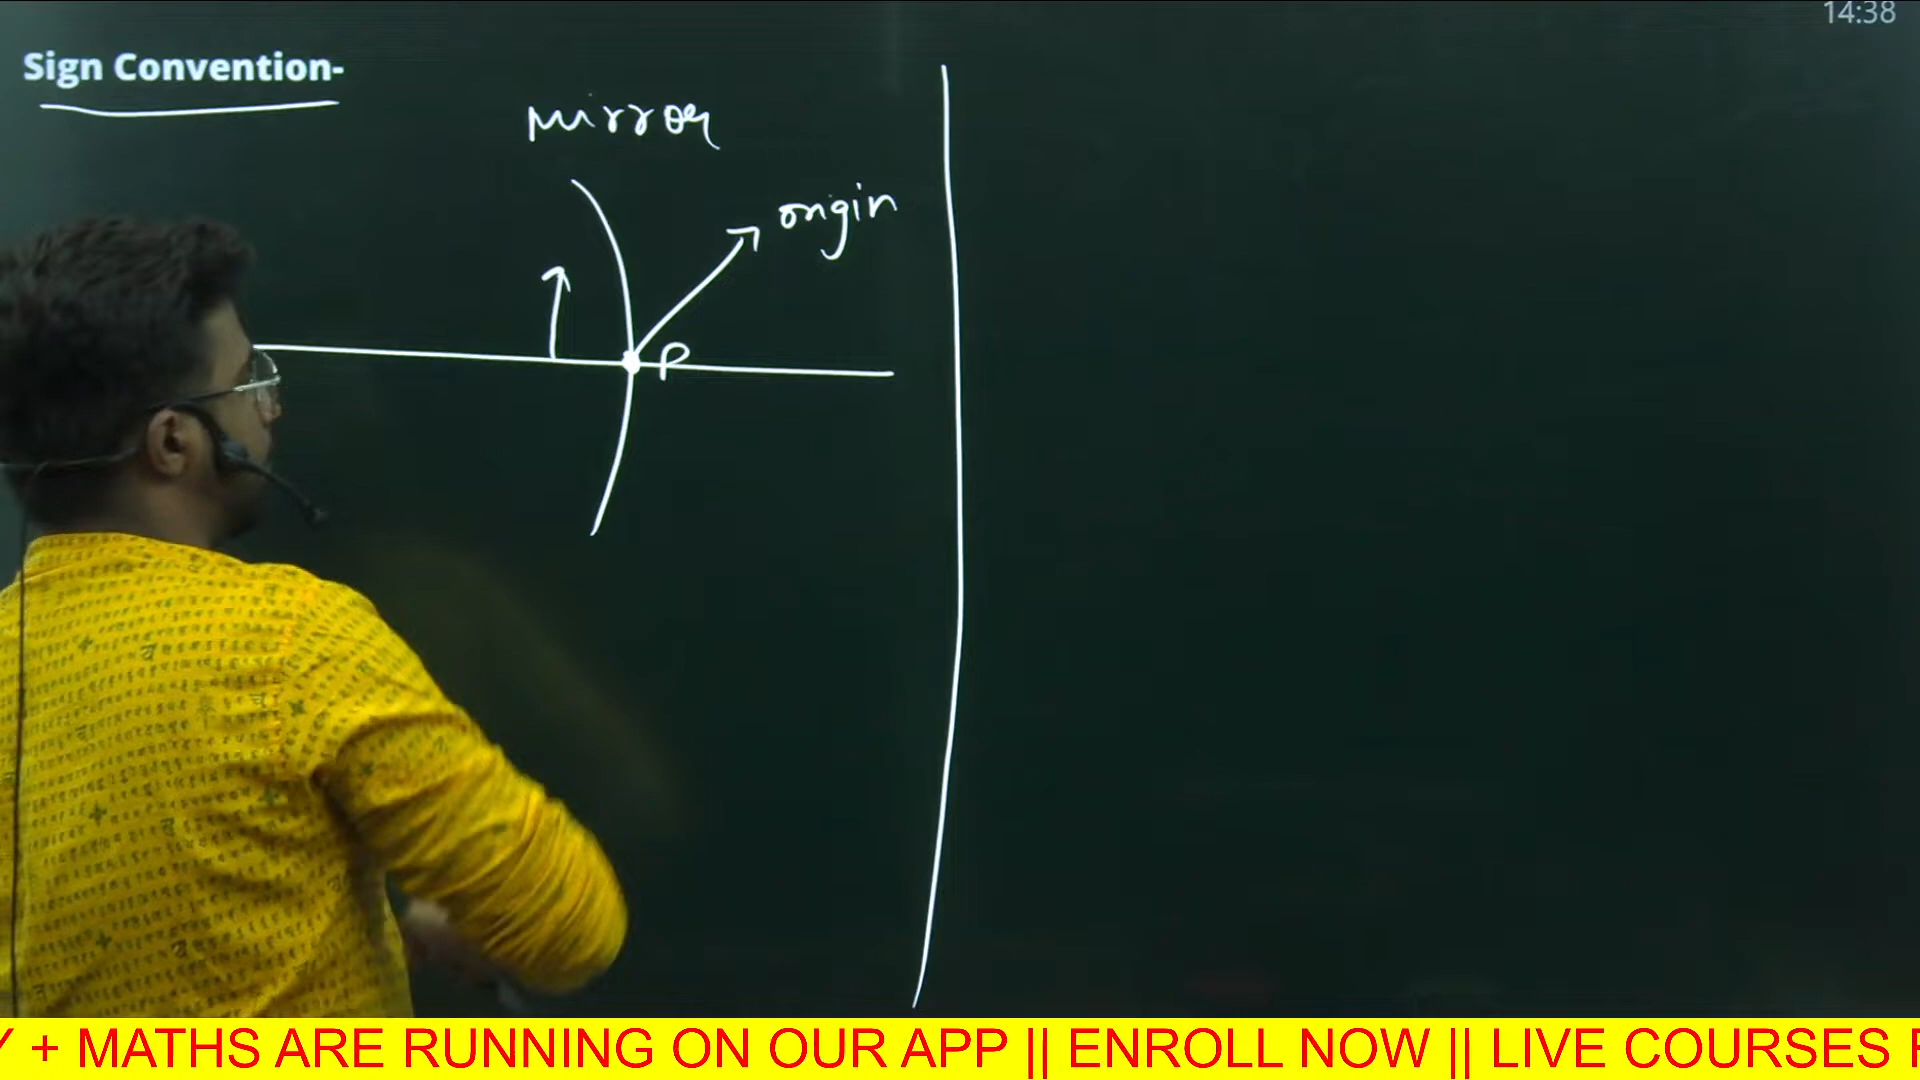 14:38
Sign Convention-
Mirror
origin
P
Y + MATHS ARE RUNNING ON OUR APP || ENROLL NOW || LIVE COURSES F